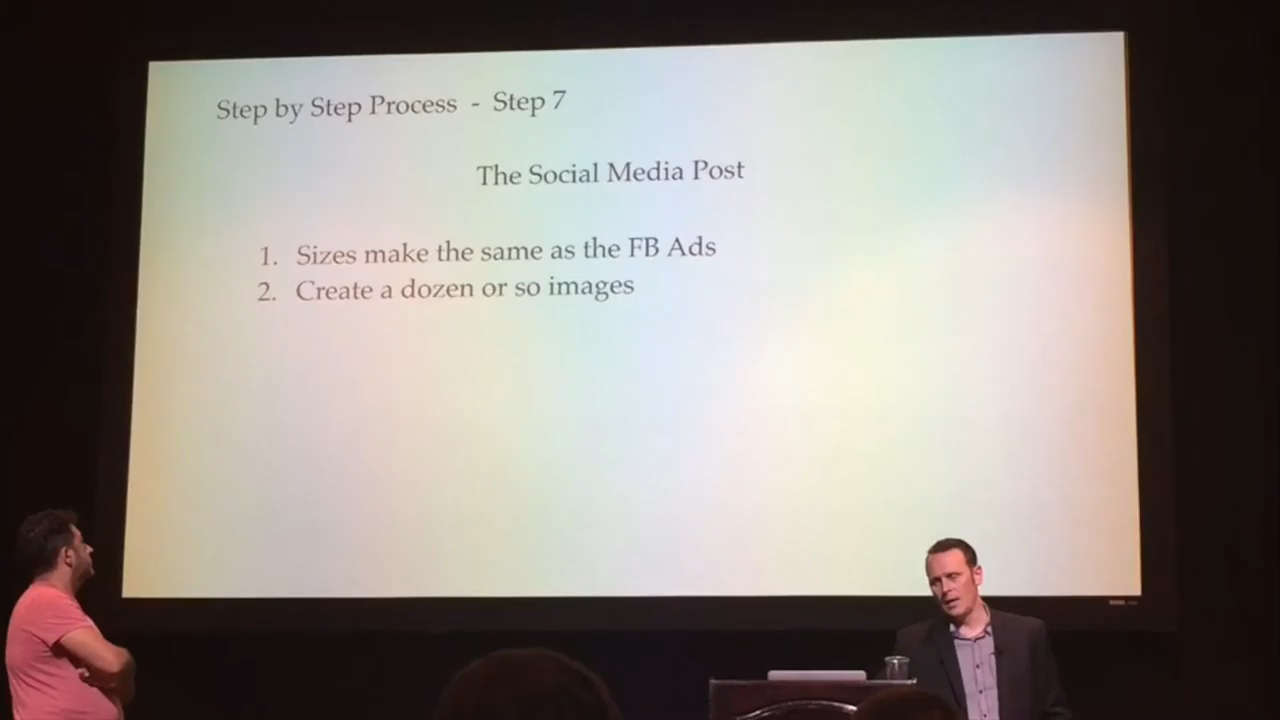 Step by Step Process - Step 7
The Social Media Post
1. Sizes make the same as the FB Ads
2. Create a dozen or so images